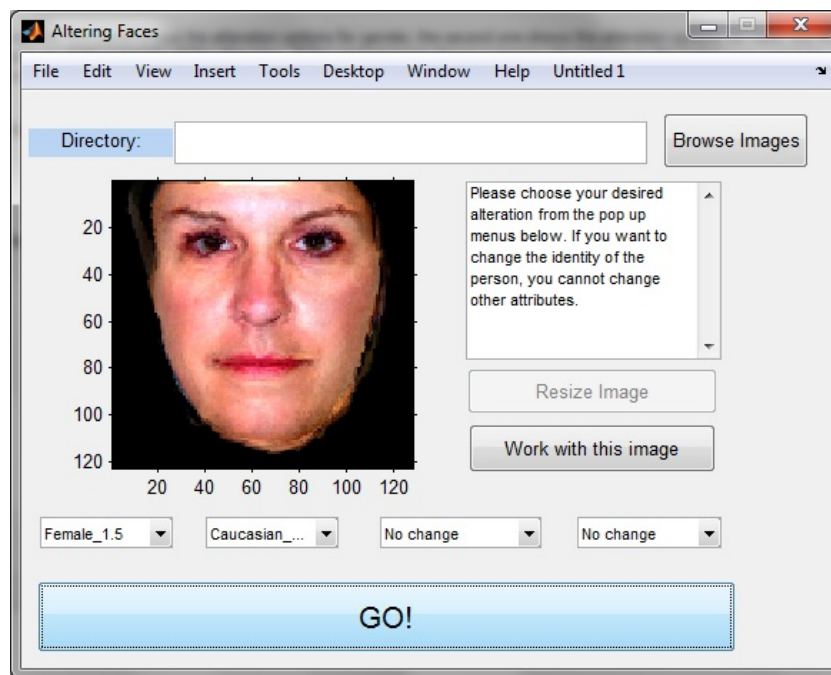 Altering Faces
File Edit View Insert Tools Desktop Window Help Untitled 1
Directory:
Browse Images
Please choose your desired
alteration from the pop up
menus below. If you want to
change the identity of the
person, you cannot change
other attributes.
20
40
60
80
100
120
20 40 60 80 100 120
Resize Image
Work with this image
Female_1.5 Caucasian_... No change No change
GO!